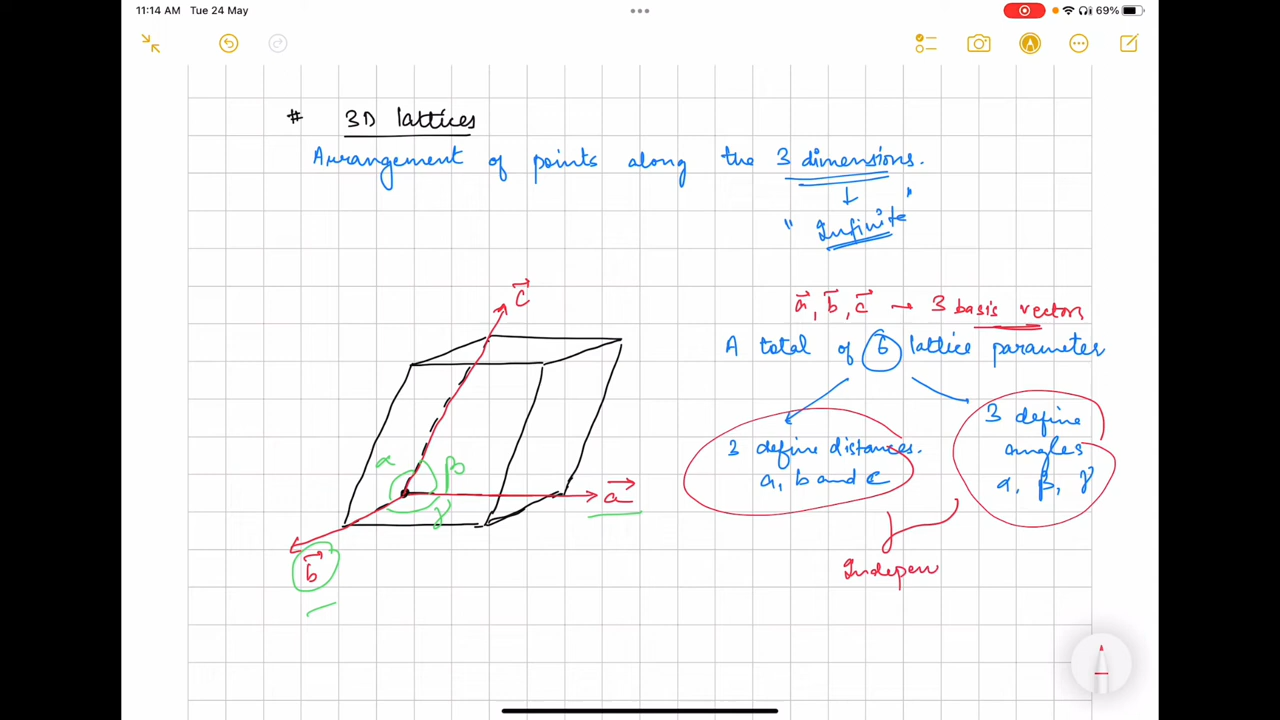 11:14 AM Tue 24 May
69%
# 3D lattices
Arrangement of points along the 3 dimensions.
"Infinite"
a, b, c → 3 basis vectors
A total of 6 lattice parameter
3 define distances.
a, b and c
3 define
angles
α, β, γ
Indepen
c
α
β
γ
a
b